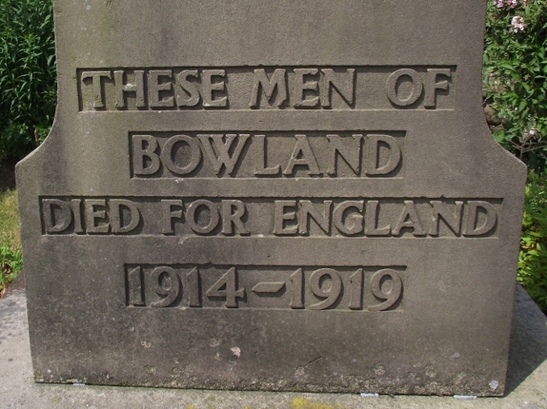 THESE MEN OF
BOWLAND
DIED FOR ENGLAND
1914-1919